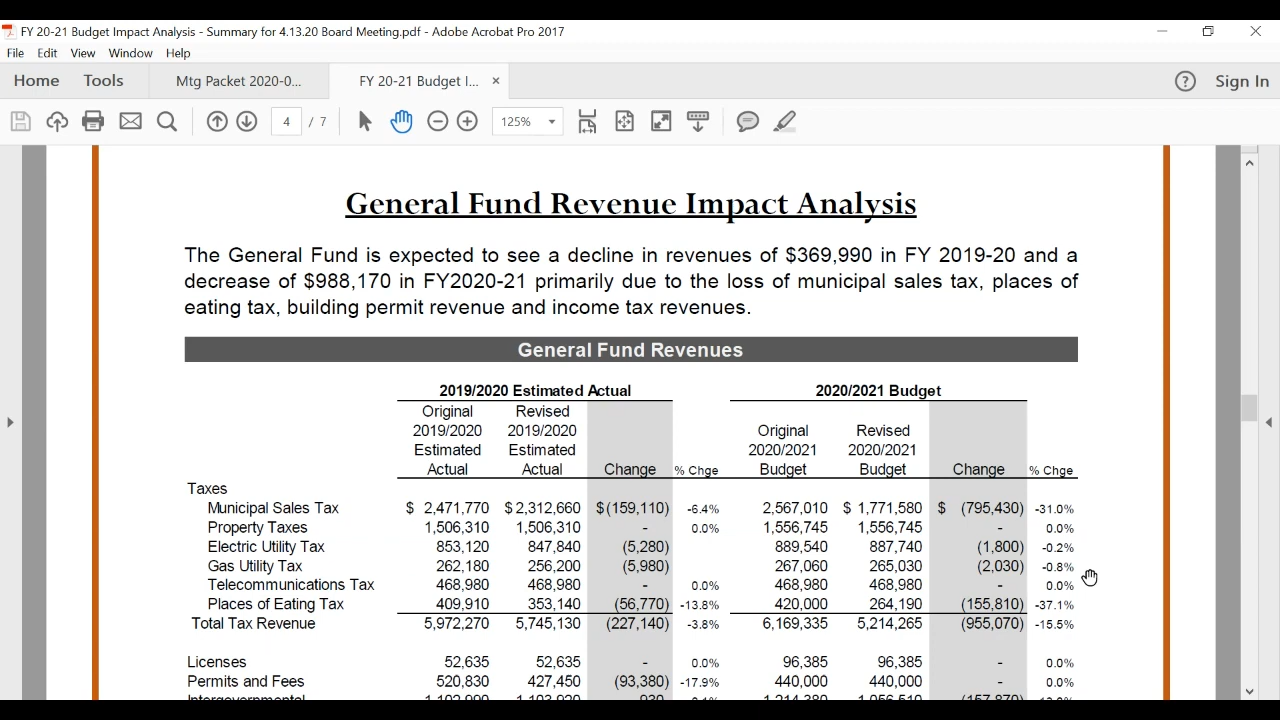 FY 20-21 Budget Impact Analysis - Summary for 4.13.20 Board Meeting.pdf - Adobe Acrobat Pro 2017
File Edit View Window Help
Home Tools Mtg Packet 2020-0... FY 20-21 Budget I... × ? Sign In
4 / 7 125%
General Fund Revenue Impact Analysis
The General Fund is expected to see a decline in revenues of $369,990 in FY 2019-20 and a
decrease of $988,170 in FY2020-21 primarily due to the loss of municipal sales tax, places of
eating tax, building permit revenue and income tax revenues.
General Fund Revenues
2019/2020 Estimated Actual 2020/2021 Budget
Original Revised
2019/2020 2019/2020 Original Revised
Estimated Estimated 2020/2021 2020/2021
Actual Actual Change % Chge Budget Budget Change % Chge
Taxes
Municipal Sales Tax $ 2,471,770 $ 2,312,660 $(159,110) -6.4% 2,567,010 $ 1,771,580 $ (795,430) -31.0%
Property Taxes 1,506,310 1,506,310 - 0.0% 1,556,745 1,556,745 - 0.0%
Electric Utility Tax 853,120 847,840 (5,280) 889,540 887,740 (1,800) -0.2%
Gas Utility Tax 262,180 256,200 (5,980) 267,060 265,030 (2,030) -0.8%
Telecommunications Tax 468,980 468,980 - 0.0% 468,980 468,980 - 0.0%
Places of Eating Tax 409,910 353,140 (56,770) -13.8% 420,000 264,190 (155,810) -37.1%
Total Tax Revenue 5,972,270 5,745,130 (227,140) -3.8% 6,169,335 5,214,265 (955,070) -15.5%
Licenses 52,635 52,635 - 0.0% 96,385 96,385 - 0.0%
Permits and Fees 520,830 427,450 (93,380) -17.9% 440,000 440,000 - 0.0%
Intergovernmental